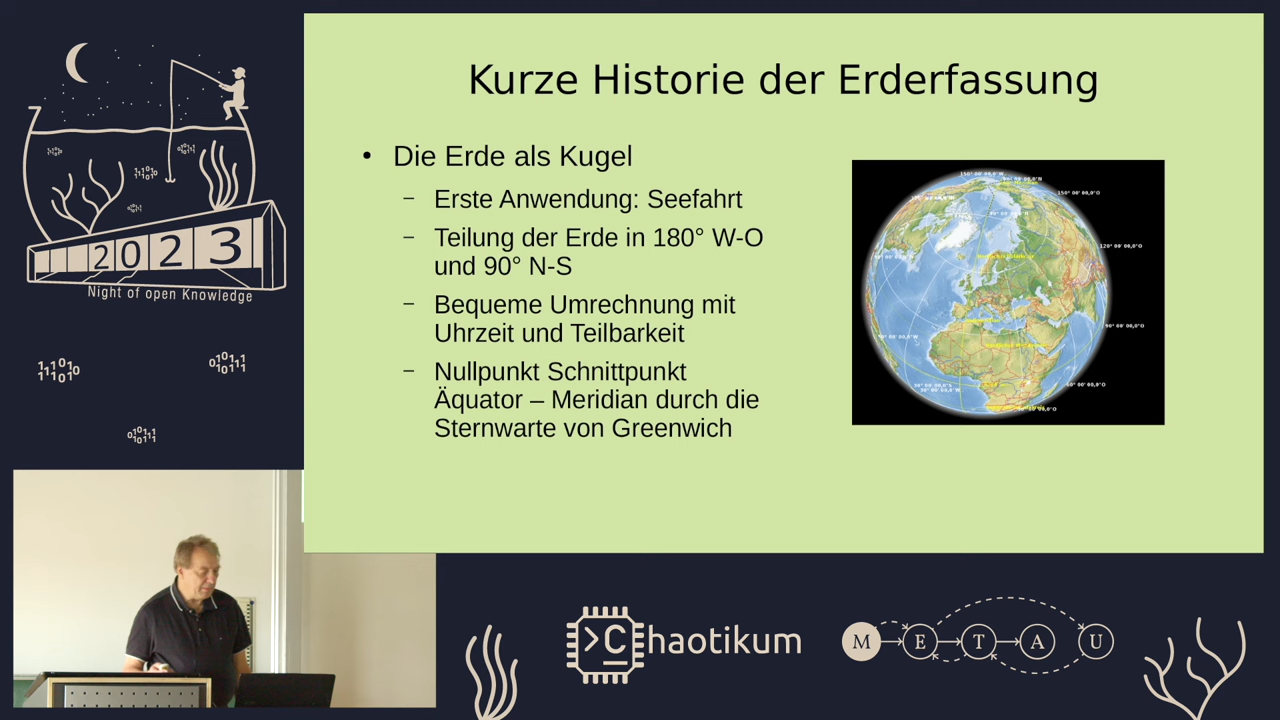 Kurze Historie der Erderfassung
• Die Erde als Kugel
– Erste Anwendung: Seefahrt
– Teilung der Erde in 180° W-O
und 90° N-S
– Bequeme Umrechnung mit
Uhrzeit und Teilbarkeit
– Nullpunkt Schnittpunkt
Äquator – Meridian durch die
Sternwarte von Greenwich
2023
Night of open Knowledge
>Chaotikum
M E T A U